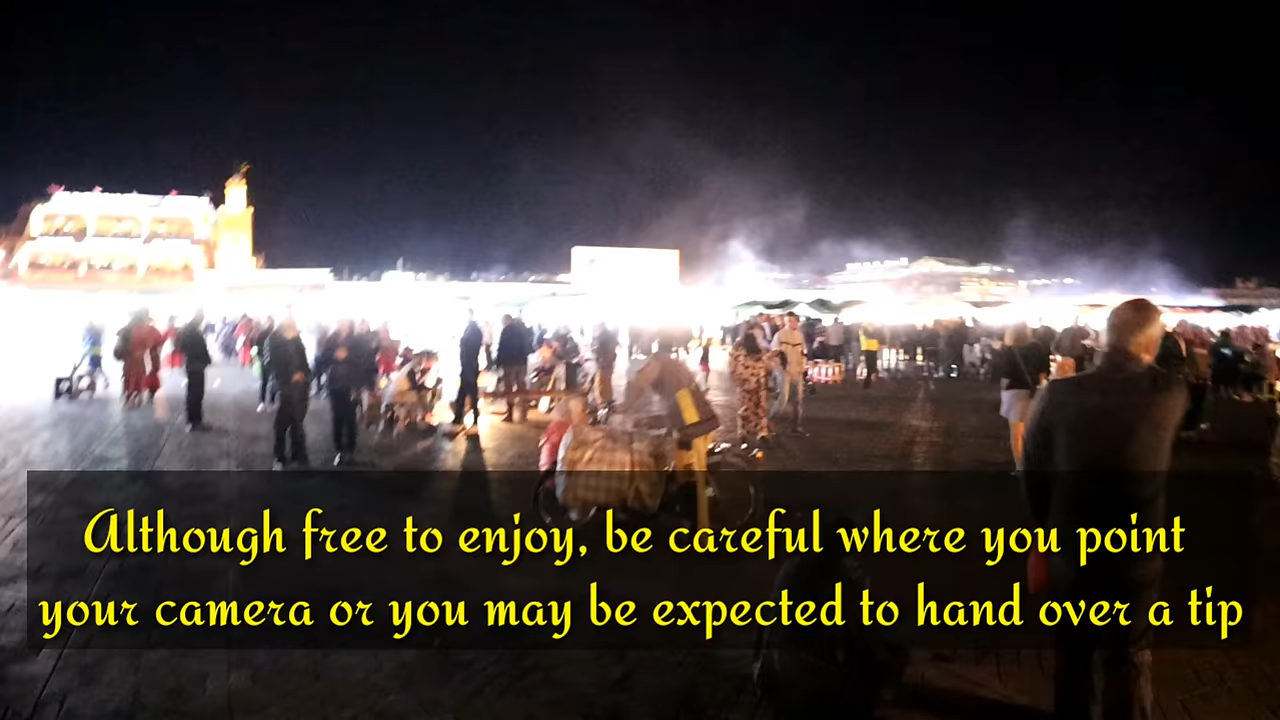 Although free to enjoy, be careful where you point
your camera or you may be expected to hand over a tip